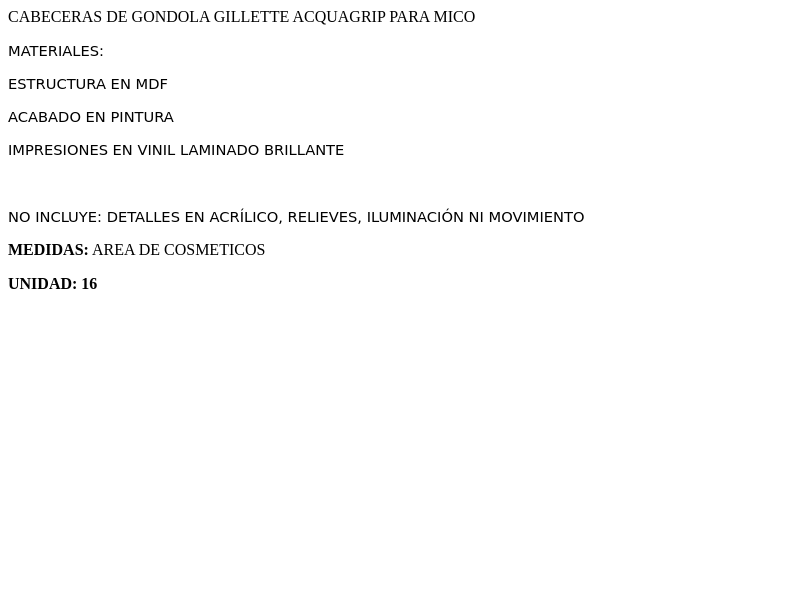 CABECERAS DE GONDOLA GILLETTE ACQUAGRIP PARA MICO
MATERIALES:
ESTRUCTURA EN MDF
ACABADO EN PINTURA
IMPRESIONES EN VINIL LAMINADO BRILLANTE
NO INCLUYE: DETALLES EN ACRÍLICO, RELIEVES, ILUMINACIÓN NI MOVIMIENTO
MEDIDAS: AREA DE COSMETICOS
UNIDAD: 16